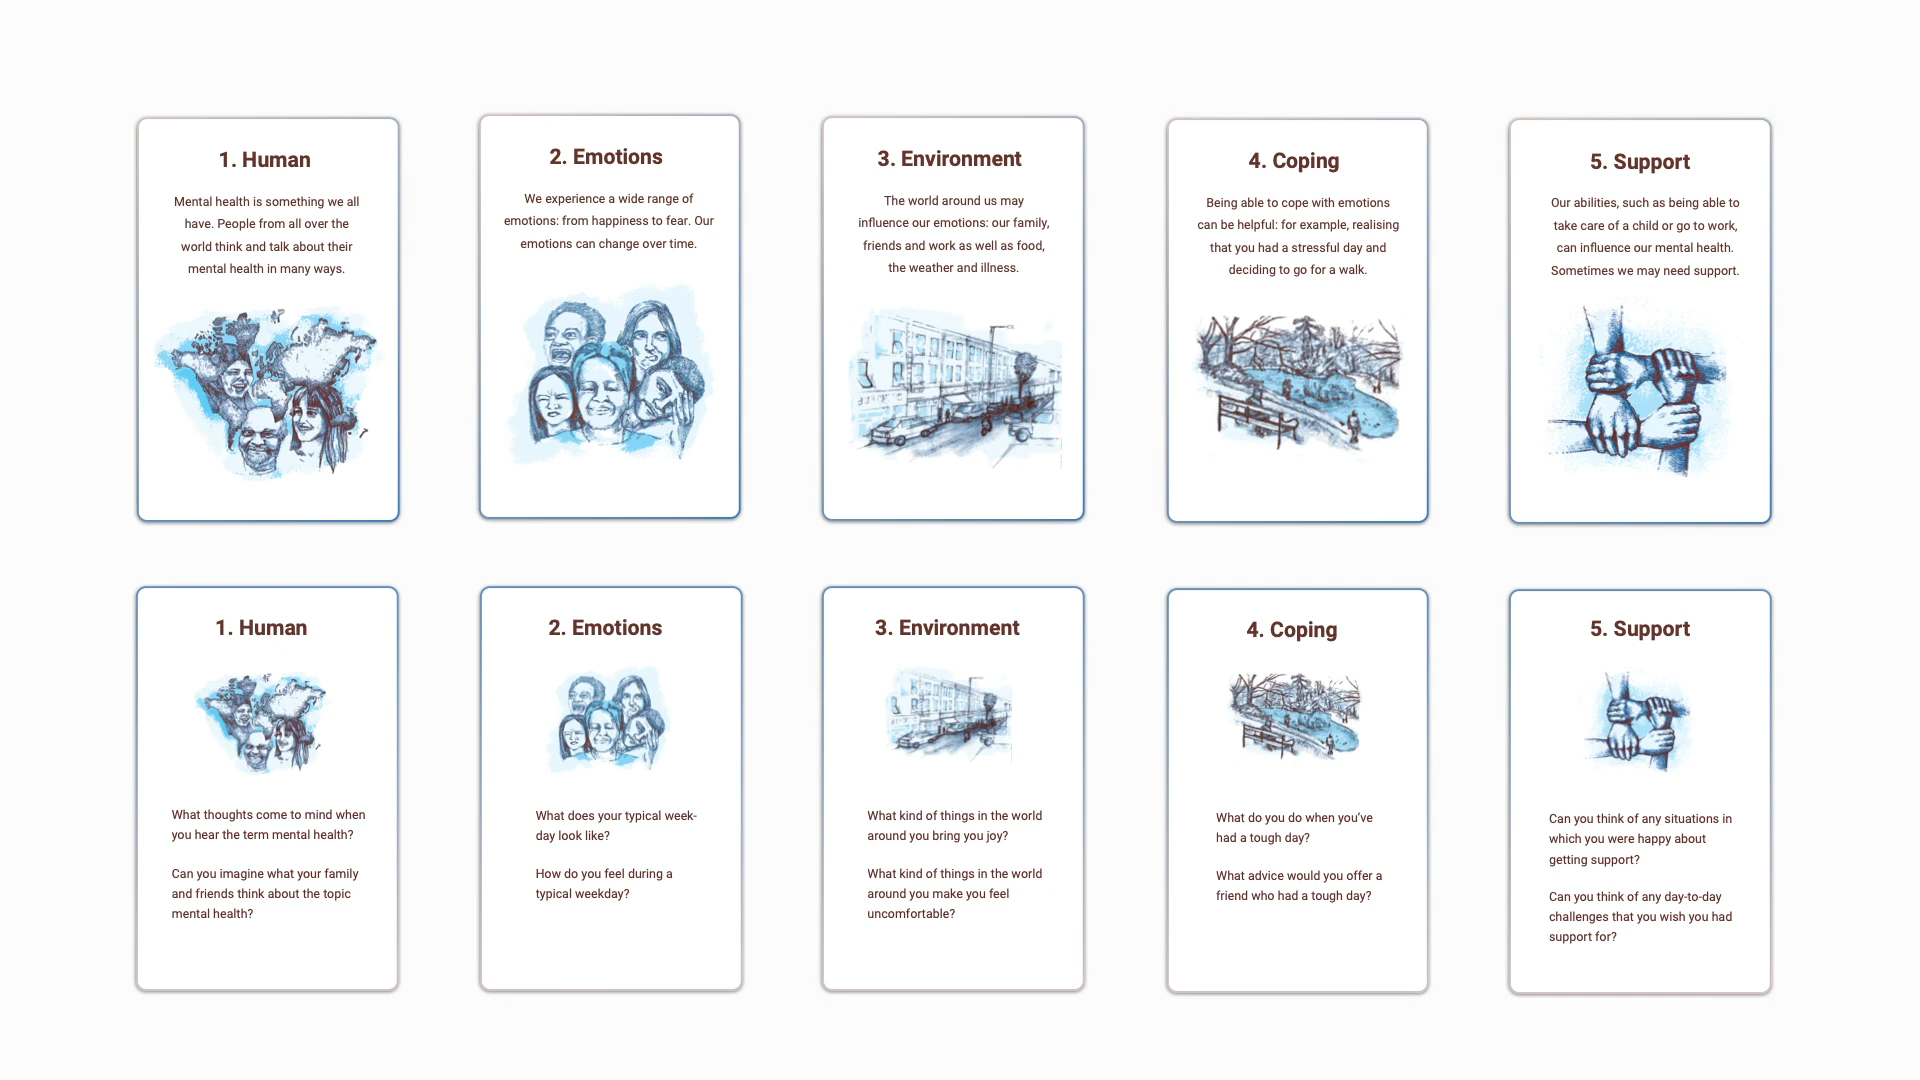 1. Human
Mental health is something we all
have. People from all over the
world think and talk about their
mental health in many ways.
2. Emotions
We experience a wide range of
emotions: from happiness to fear. Our
emotions can change over time.
3. Environment
The world around us may
influence our emotions: our family,
friends and work as well as food,
the weather and illness.
4. Coping
Being able to cope with emotions
can be helpful: for example, realising
that you had a stressful day and
deciding to go for a walk.
5. Support
Our abilities, such as being able to
take care of a child or go to work,
can influence our mental health.
Sometimes we may need support.
1. Human
What thoughts come to mind when
you hear the term mental health?
Can you imagine what your family
and friends think about the topic
mental health?
2. Emotions
What does your typical week-
day look like?
How do you feel during a
typical weekday?
3. Environment
What kind of things in the world
around you bring you joy?
What kind of things in the world
around you make you feel
uncomfortable?
4. Coping
What do you do when you've
had a tough day?
What advice would you offer a
friend who had a tough day?
5. Support
Can you think of any situations in
which you were happy about
getting support?
Can you think of any day-to-day
challenges that you wish you had
support for?